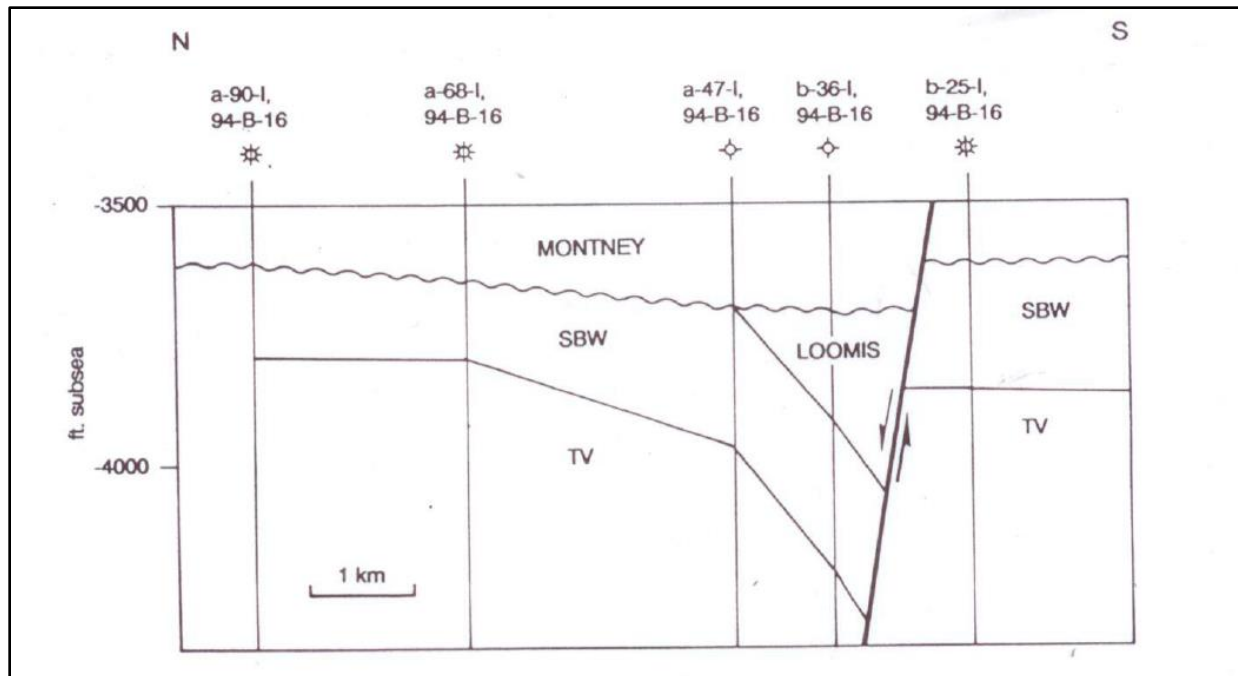 N
S
a-90-I,
94-B-16
a-68-I,
94-B-16
a-47-I,
94-B-16
b-36-I,
94-B-16
b-25-I,
94-B-16
-3500
MONTNEY
SBW
LOOMIS
SBW
ft. subsea
-4000
TV
TV
1 km